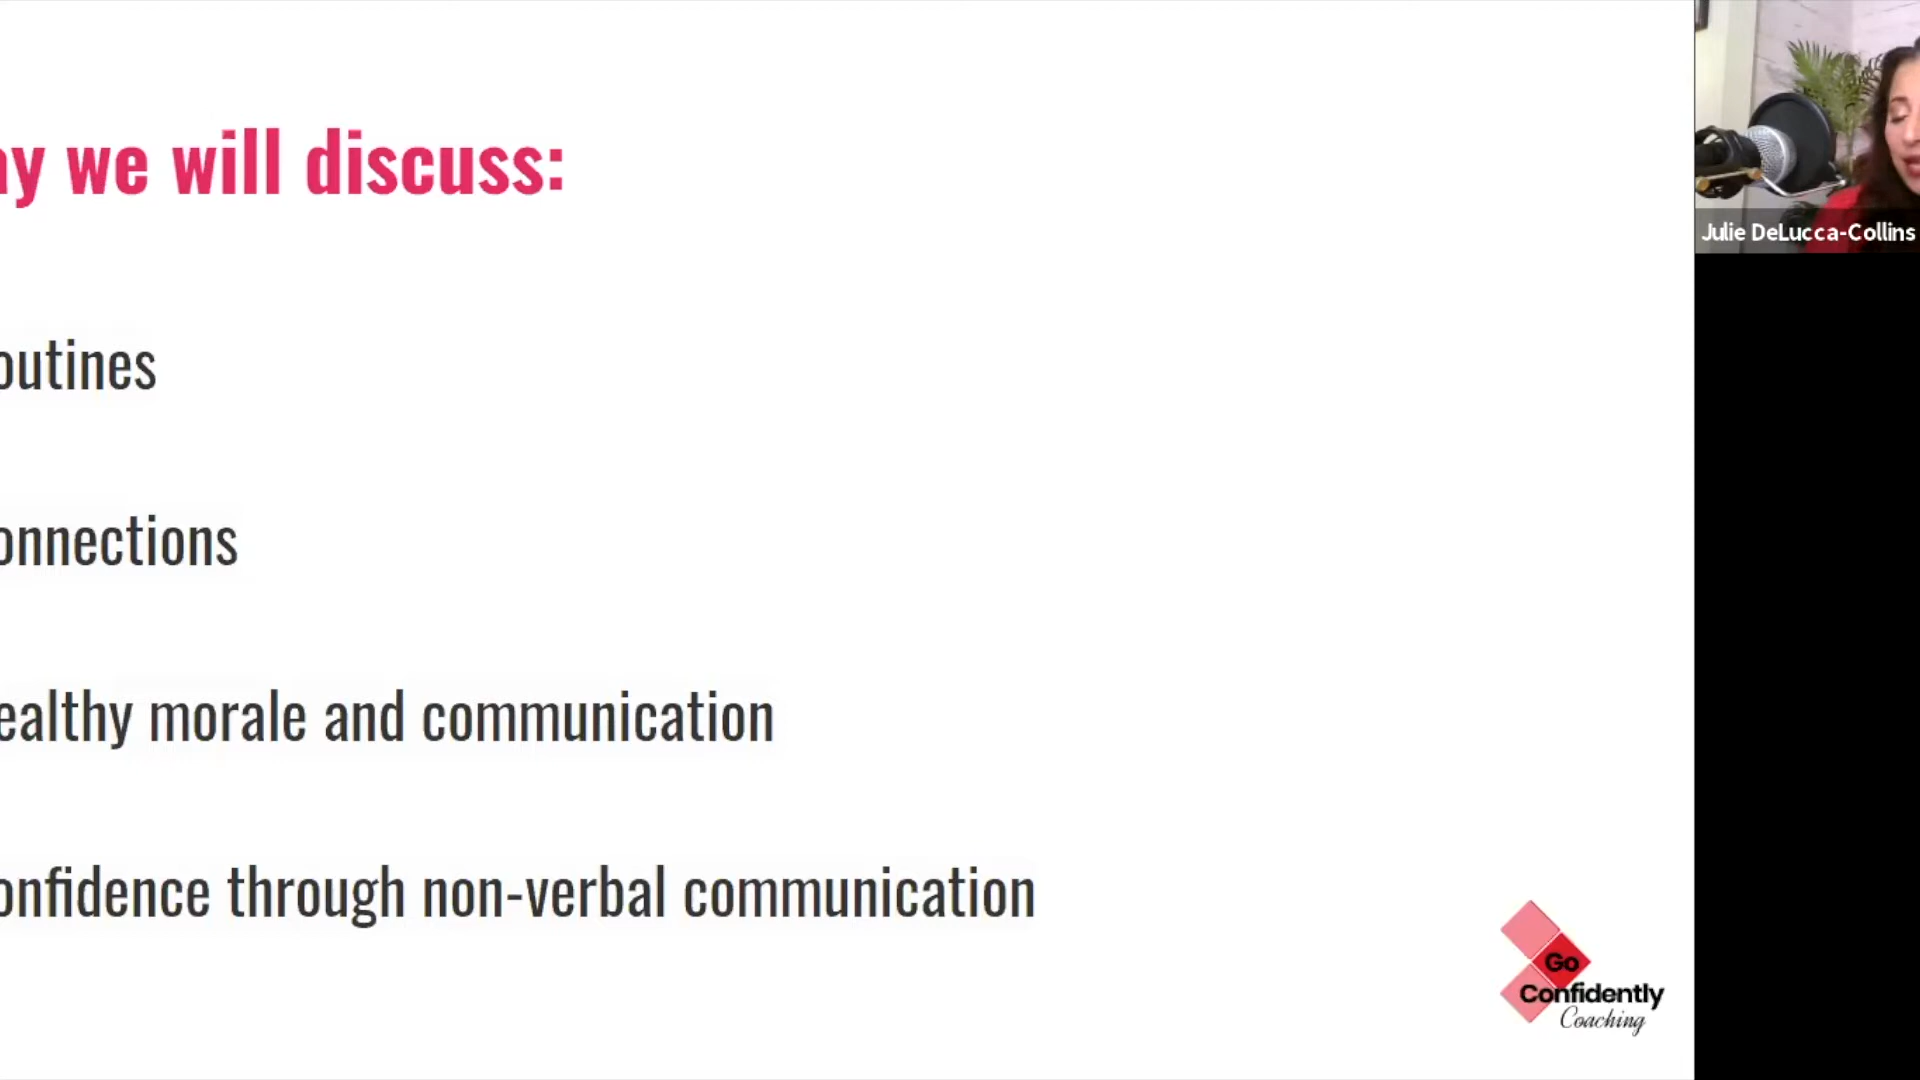 ay we will discuss:
outines
onnections
ealthy morale and communication
onfidence through non-verbal communication
Julie DeLucca-Collins
Go
Confidently
Coaching